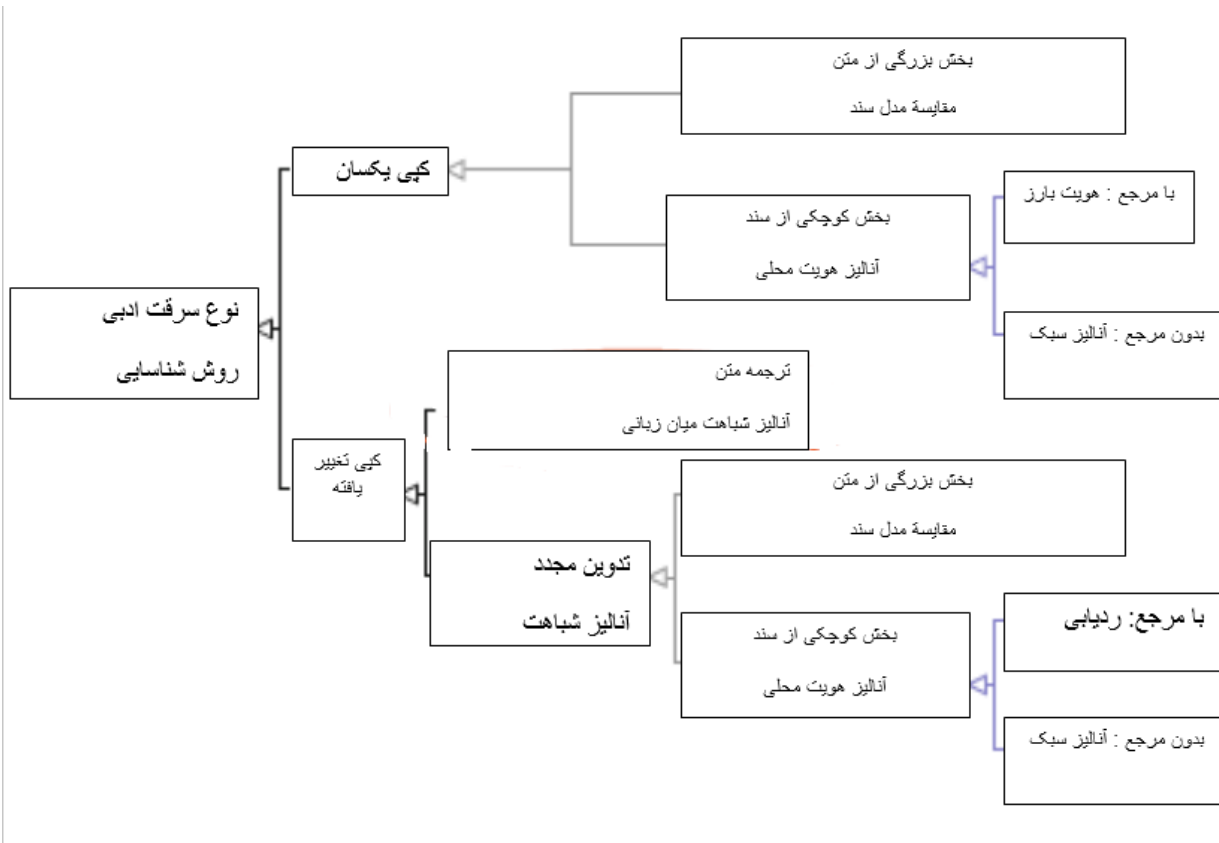 بخش بزرگی از متن
مقایسة مدل سند
کپی یکسان
با مرجع : هویت بارز
بخش کوچکی از سند
آنالیز هویت محلی
نوع سرقت ادبی
روش شناسایی
بدون مرجع : آنالیز سبک
ترجمه متن
آنالیز شباهت میان زبانی
کپی تغییر
یافته
بخش بزرگی از متن
مقایسة مدل سند
تدوین مجدد
آنالیز شباهت
با مرجع: ردیابی
بخش کوچکی از سند
آنالیز هویت محلی
بدون مرجع : آنالیز سبک